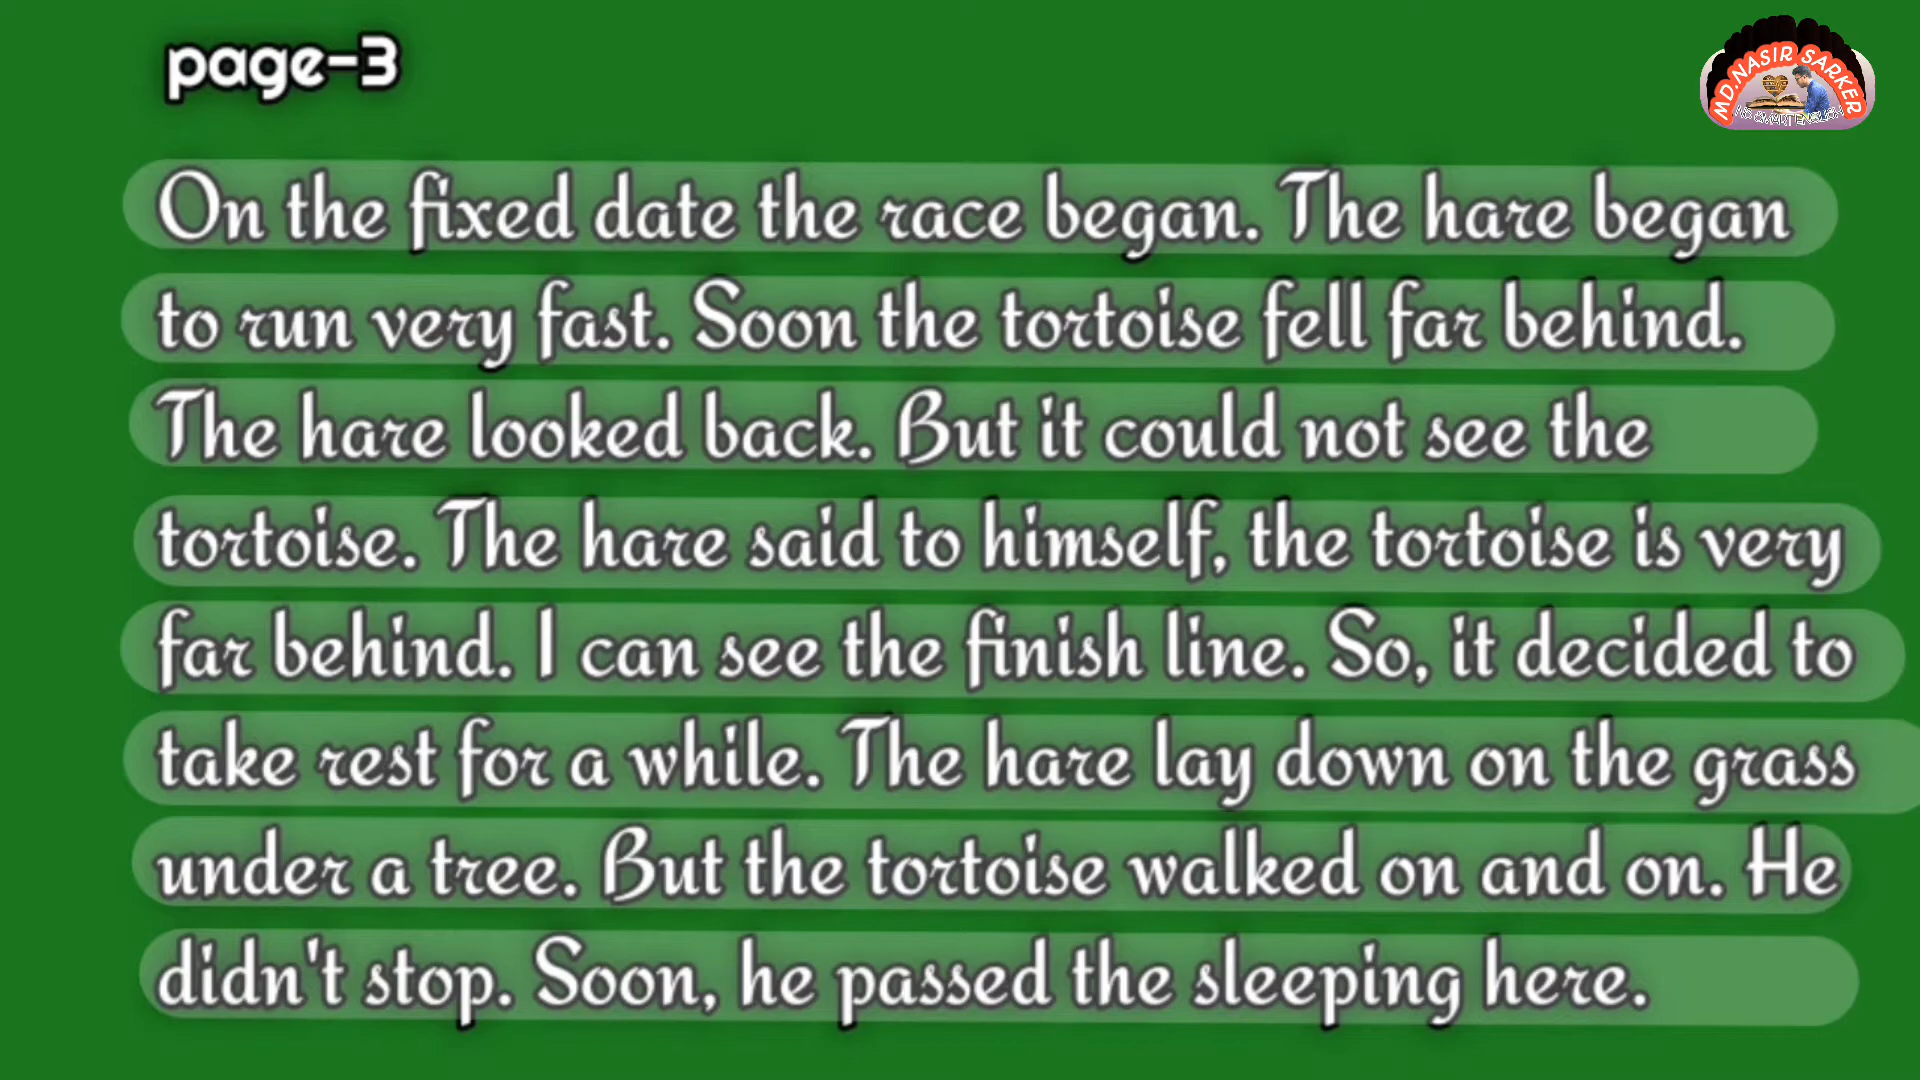 page-3
MD.NASIR SARKER
On the fixed date the race began. The hare began
to run very fast. Soon the tortoise fell far behind.
The hare looked back. But it could not see the
tortoise. The hare said to himself, the tortoise is very
far behind. I can see the finish line. So, it decided to
take rest for a while. The hare lay down on the grass
under a tree. But the tortoise walked on and on. He
didn't stop. Soon, he passed the sleeping here.